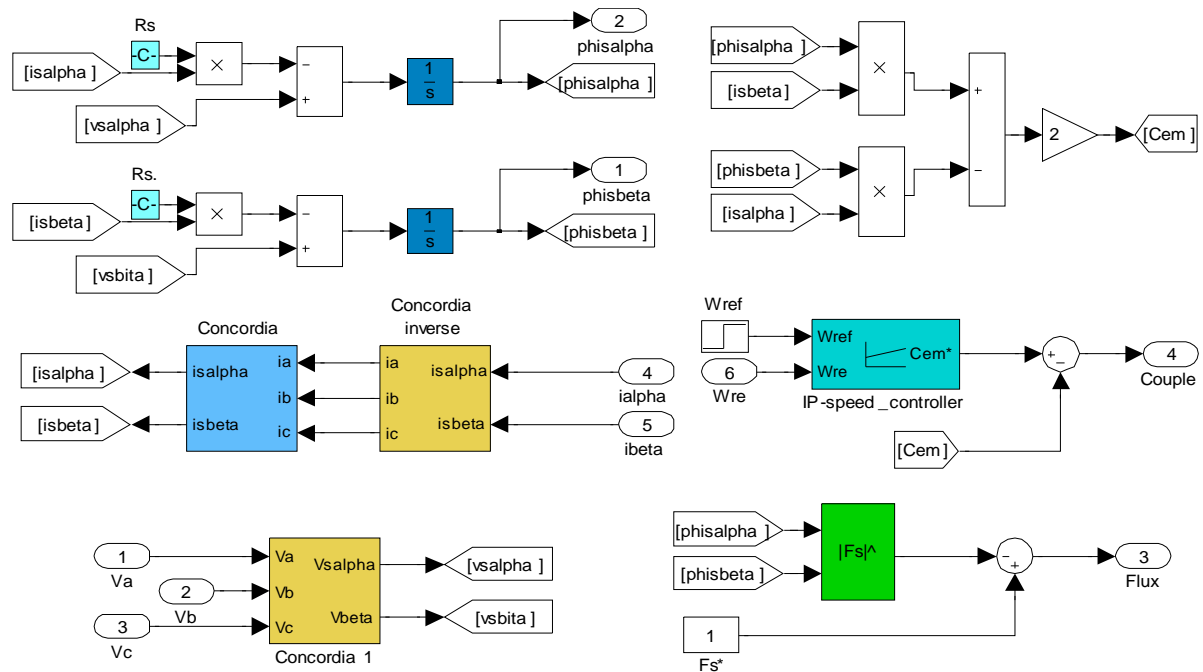 Rs
-C-
[isalpha ]
×
−
+
1
s
2
phisalpha
[phisalpha ]
[vsalpha ]
Rs.
-C-
[isbeta]
×
−
+
1
s
1
phisbeta
[phisbeta ]
[vsbita ]
[phisalpha ]
[isbeta ]
×
[phisbeta ]
[isalpha ]
×
+
−
2
[Cem ]
Concordia
Concordia
inverse
[isalpha ]
[isbeta ]
isalpha
isbeta
ia
ib
ic
ia
ib
ic
isalpha
isbeta
4
ialpha
5
ibeta
Wref
6
Wre
Wref
Wre
Cem*
IP-speed _controller
+
−
4
Couple
[Cem ]
1
Va
2
Vb
3
Vc
Va
Vb
Vc
Vsalpha
Vbeta
Concordia 1
[vsalpha ]
[vsbita ]
[phisalpha ]
[phisbeta ]
|Fs|^
−
+
3
Flux
1
Fs*